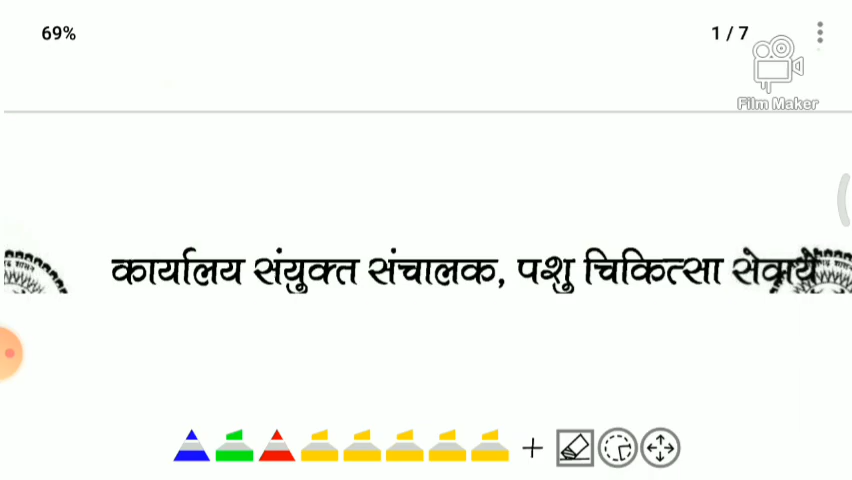 69%
1 / 7
Film Maker
कार्यालय संयुक्त संचालक, पशु चिकित्सा सेवायें